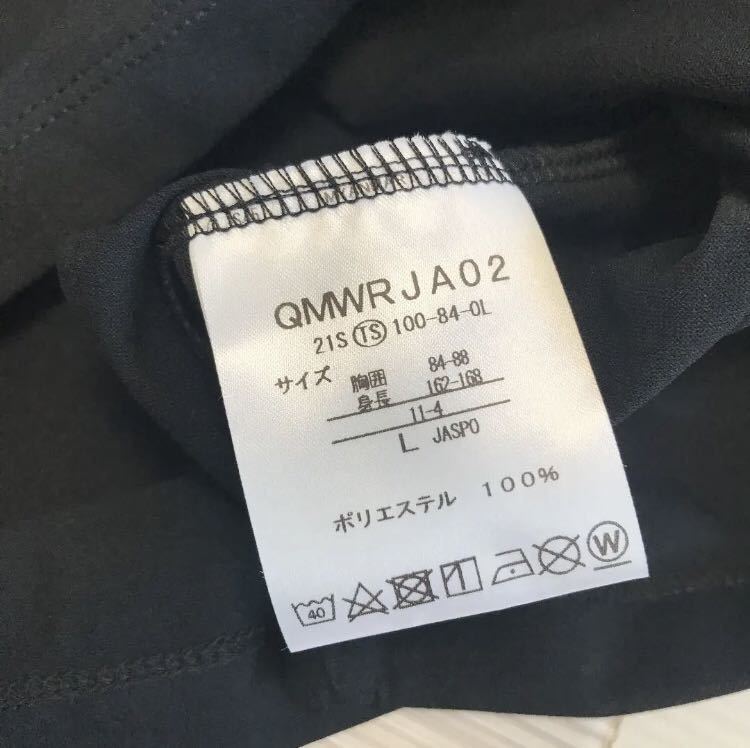 QMWRJA02
21S TS 100-84-0L
サイズ 胸囲 84-88
身長 162-168
11-4
L JASPO
ポリエステル 100%
40
W